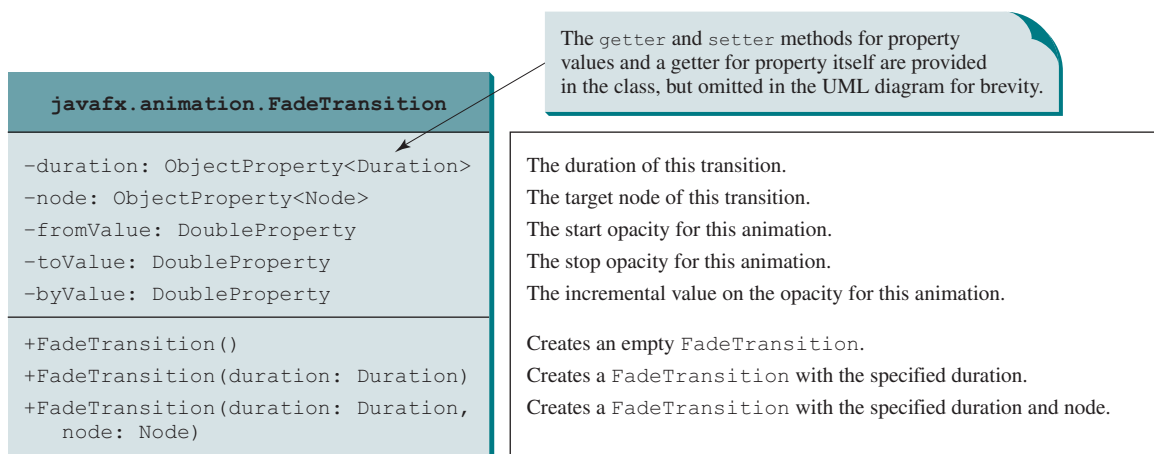 The getter and setter methods for property
values and a getter for property itself are provided
in the class, but omitted in the UML diagram for brevity.
javafx.animation.FadeTransition
-duration: ObjectProperty<Duration>
The duration of this transition.
-node: ObjectProperty<Node>
The target node of this transition.
-fromValue: DoubleProperty
The start opacity for this animation.
-toValue: DoubleProperty
The stop opacity for this animation.
-byValue: DoubleProperty
The incremental value on the opacity for this animation.
+FadeTransition()
Creates an empty FadeTransition.
+FadeTransition(duration: Duration)
Creates a FadeTransition with the specified duration.
+FadeTransition(duration: Duration,
node: Node)
Creates a FadeTransition with the specified duration and node.